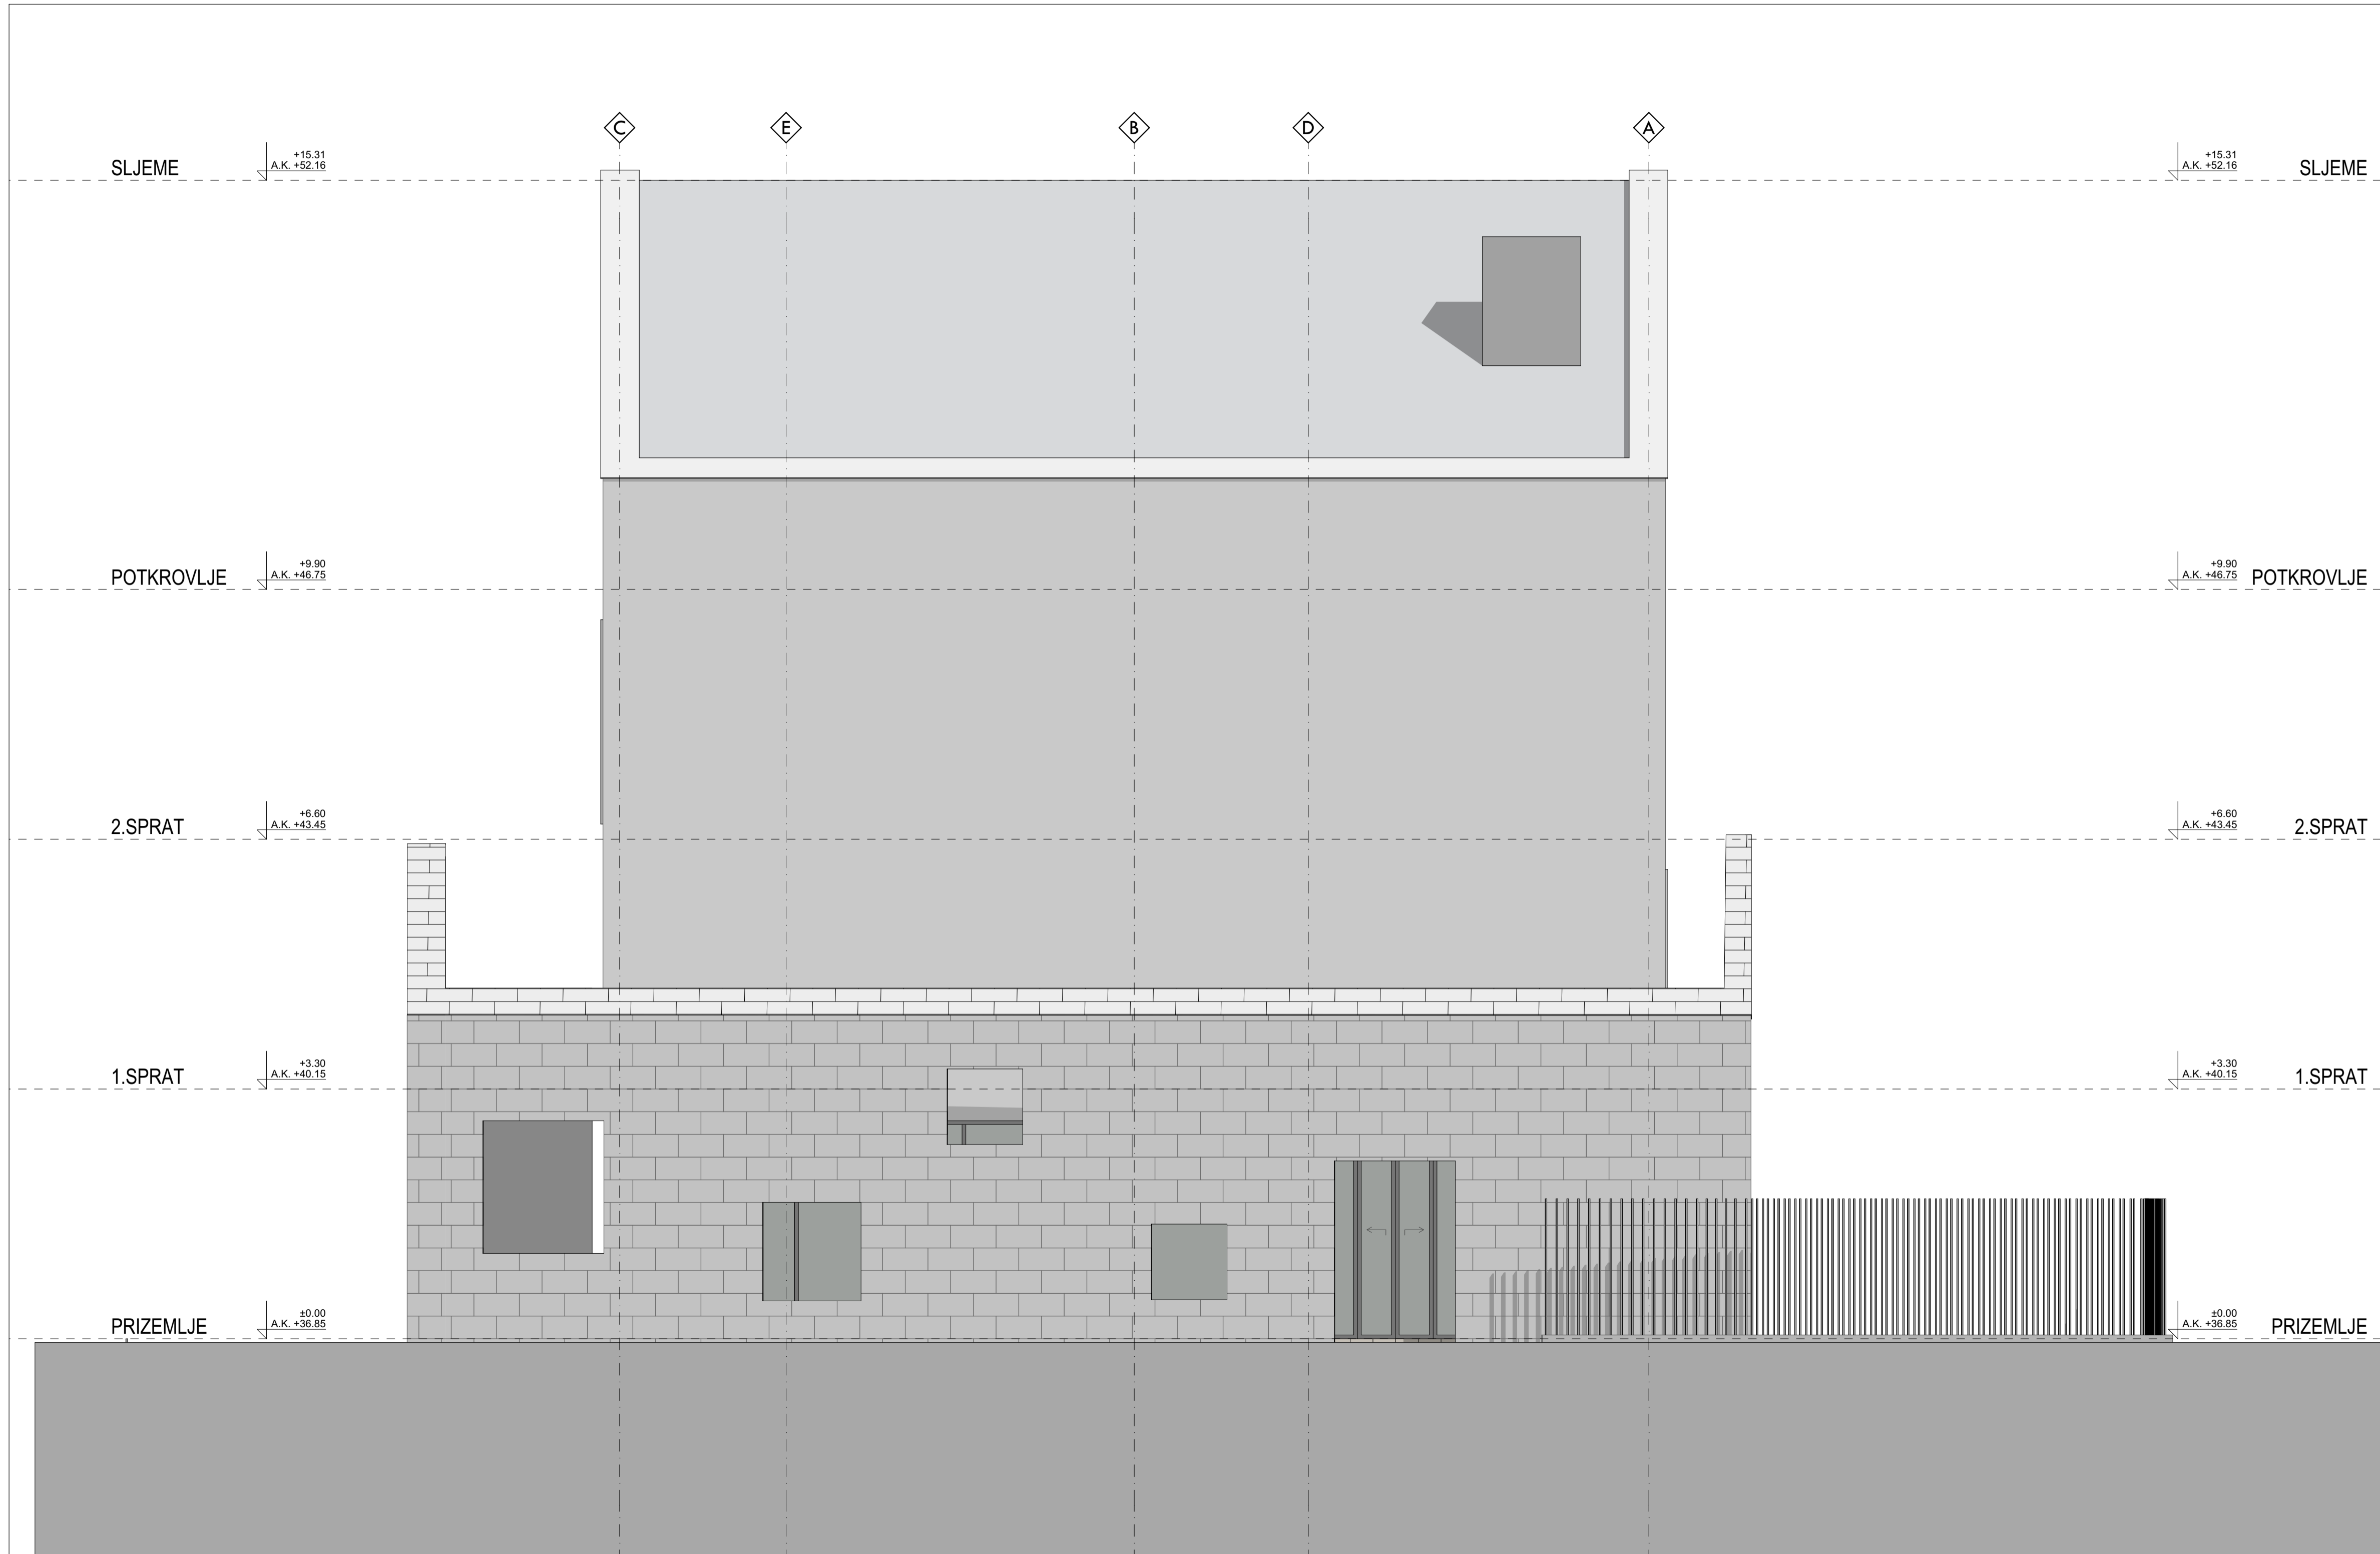 C E B D A
+15.31 +15.31
SLJEME A.K. +52.16 A.K. +52.16 SLJEME
+9.90 +9.90
POTKROVLJE A.K. +46.75 A.K. +46.75 POTKROVLJE
+6.60 +6.60
2.SPRAT A.K. +43.45 A.K. +43.45 2.SPRAT
+3.30 +3.30
1.SPRAT A.K. +40.15 A.K. +40.15 1.SPRAT
±0.00 ±0.00
PRIZEMLJE A.K. +36.85 A.K. +36.85 PRIZEMLJE